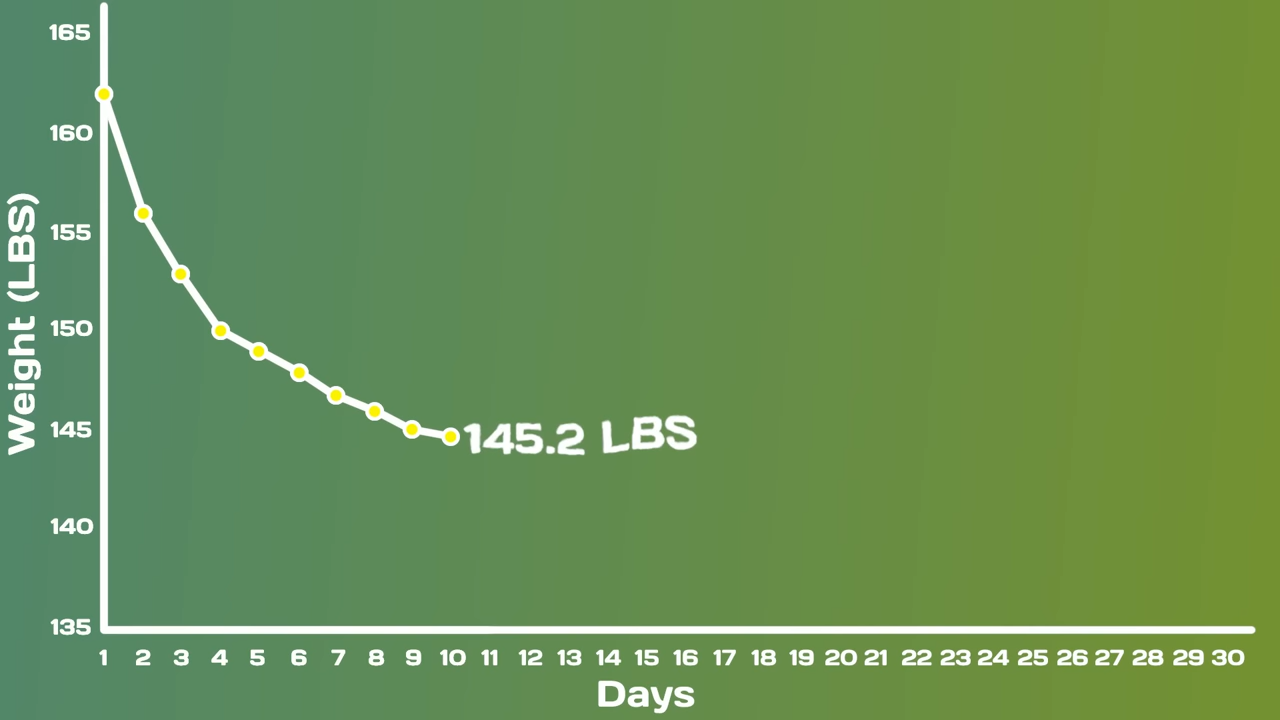 165
160
155
150
145
140
135
Weight (LBS)
145.2 LBS
1 2 3 4 5 6 7 8 9 10 11 12 13 14 15 16 17 18 19 20 21 22 23 24 25 26 27 28 29 30
Days